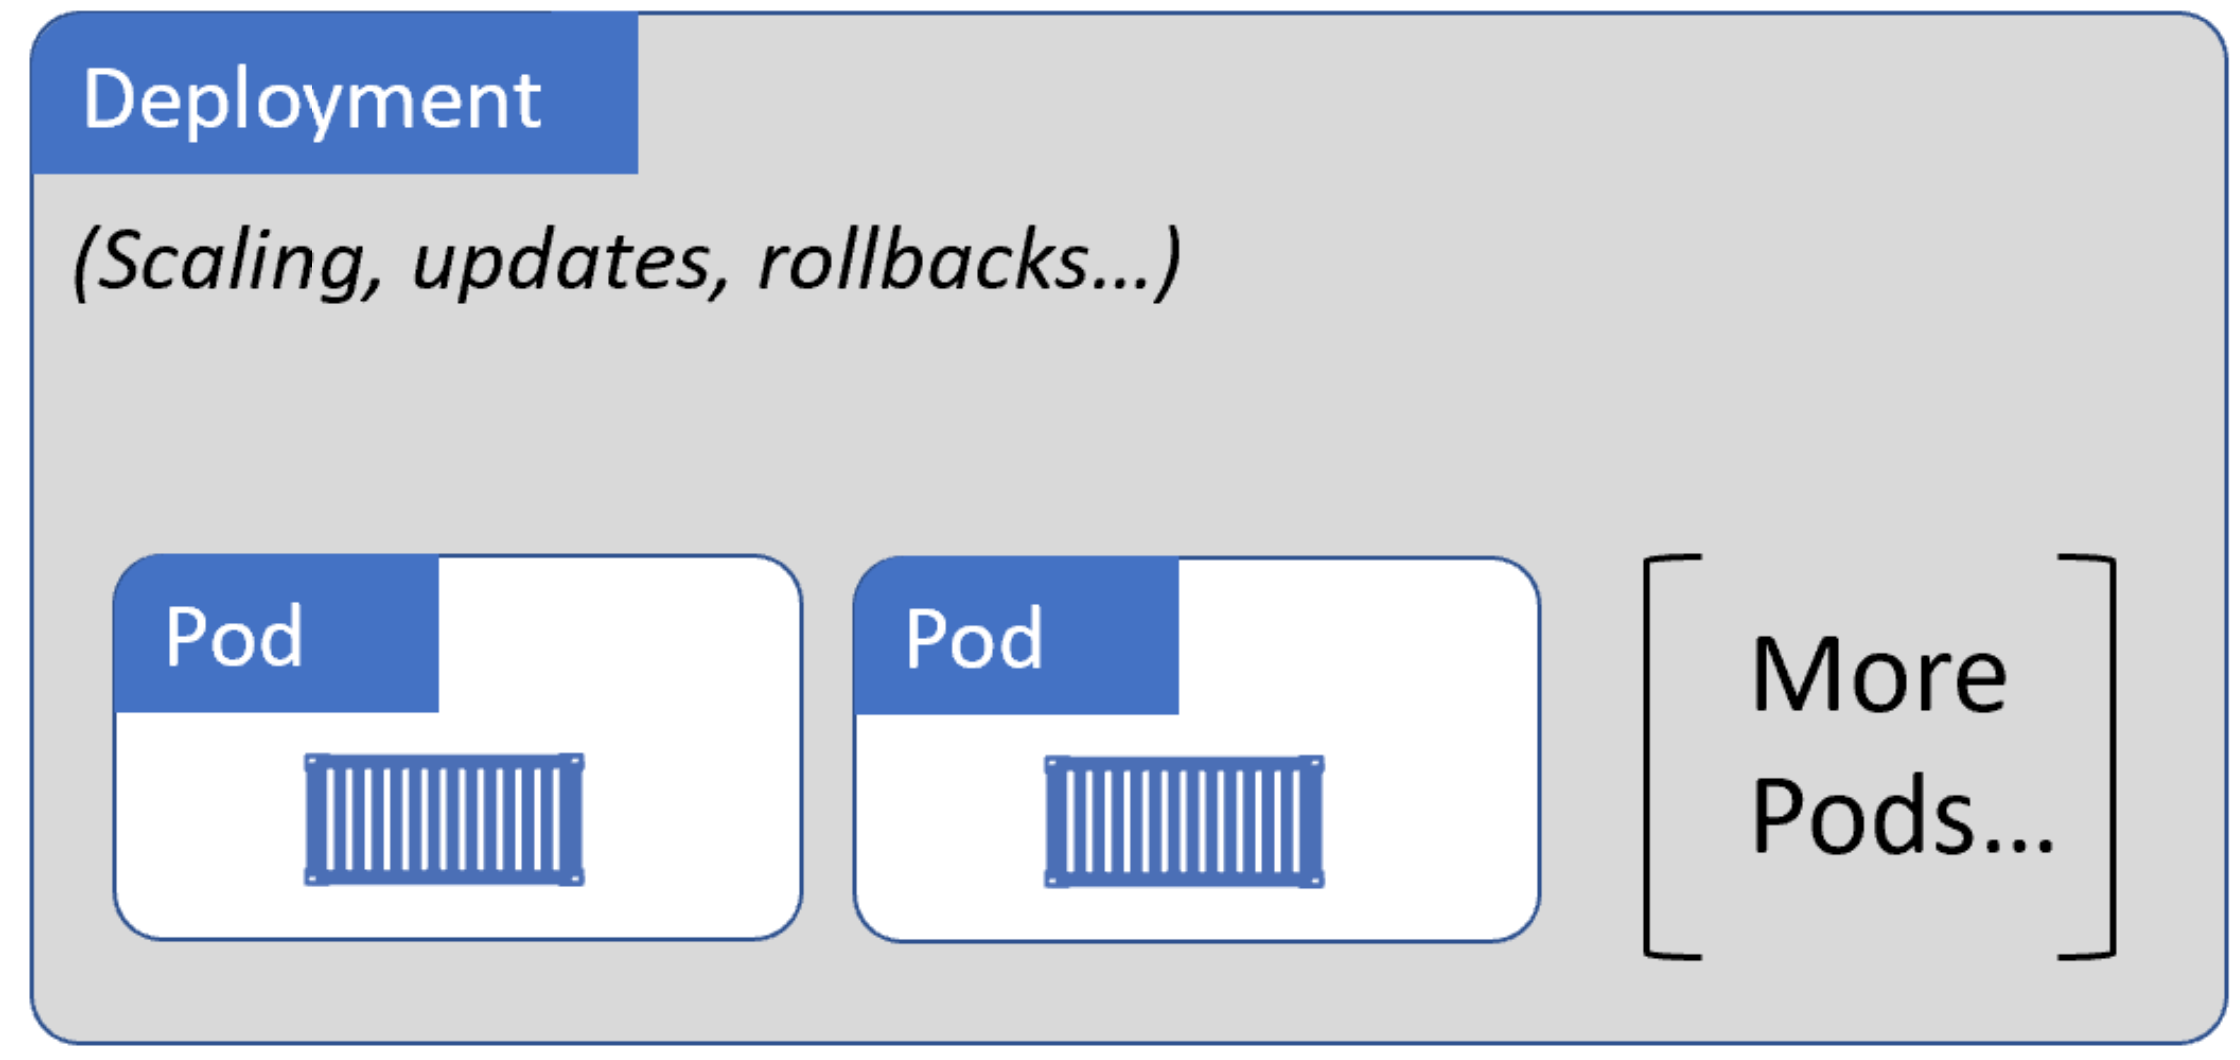 Deployment
(Scaling, updates, rollbacks...)
Pod
Pod
More
Pods...